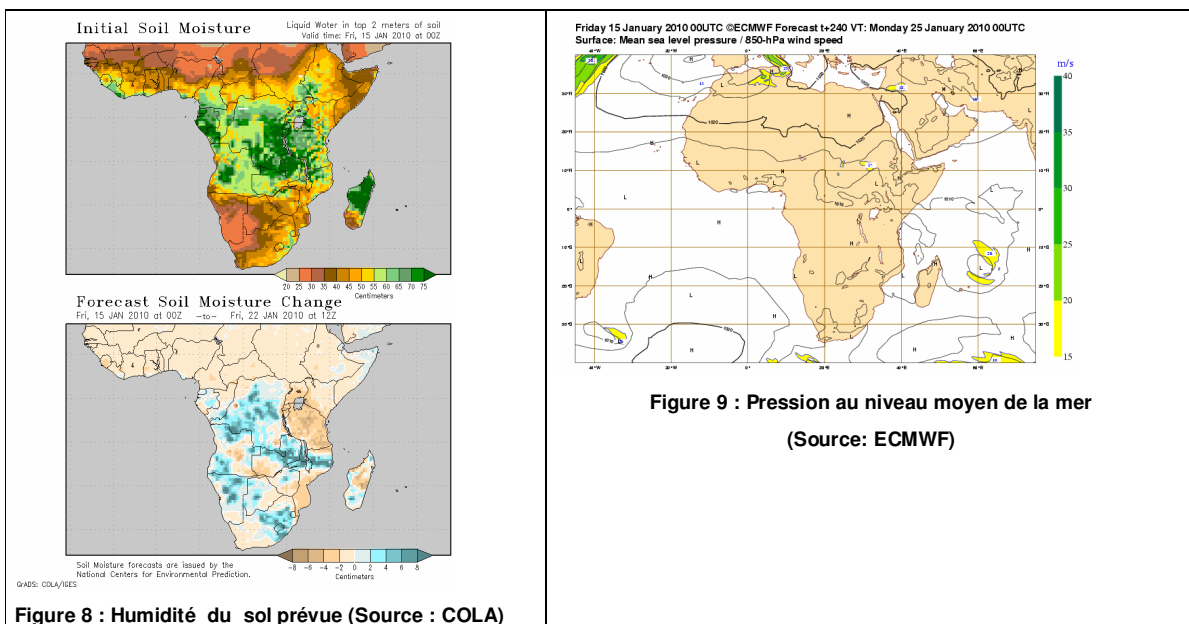 Initial Soil Moisture
Liquid Water in top 2 meters of soil
Valid time: Fri, 15 JAN 2010 at 00Z
20 25 30 35 40 45 50 55 60 65 70 75
Centimeters
Forecast Soil Moisture Change
Fri, 15 JAN 2010 at 00Z —to— Fri, 22 JAN 2010 at 12Z
-8 -6 -4 -2 0 2 4 6 8
Centimeters
Soil Moisture forecasts are issued by the
National Centers for Environmental Prediction.
GrADS: COLA/IGES
Figure 8 : Humidité du sol prévue (Source : COLA)
Friday 15 January 2010 00UTC ©ECMWF Forecast t+240 VT: Monday 25 January 2010 00UTC
Surface: Mean sea level pressure / 850-hPa wind speed
m/s
40
35
30
25
20
15
Figure 9 : Pression au niveau moyen de la mer
(Source: ECMWF)